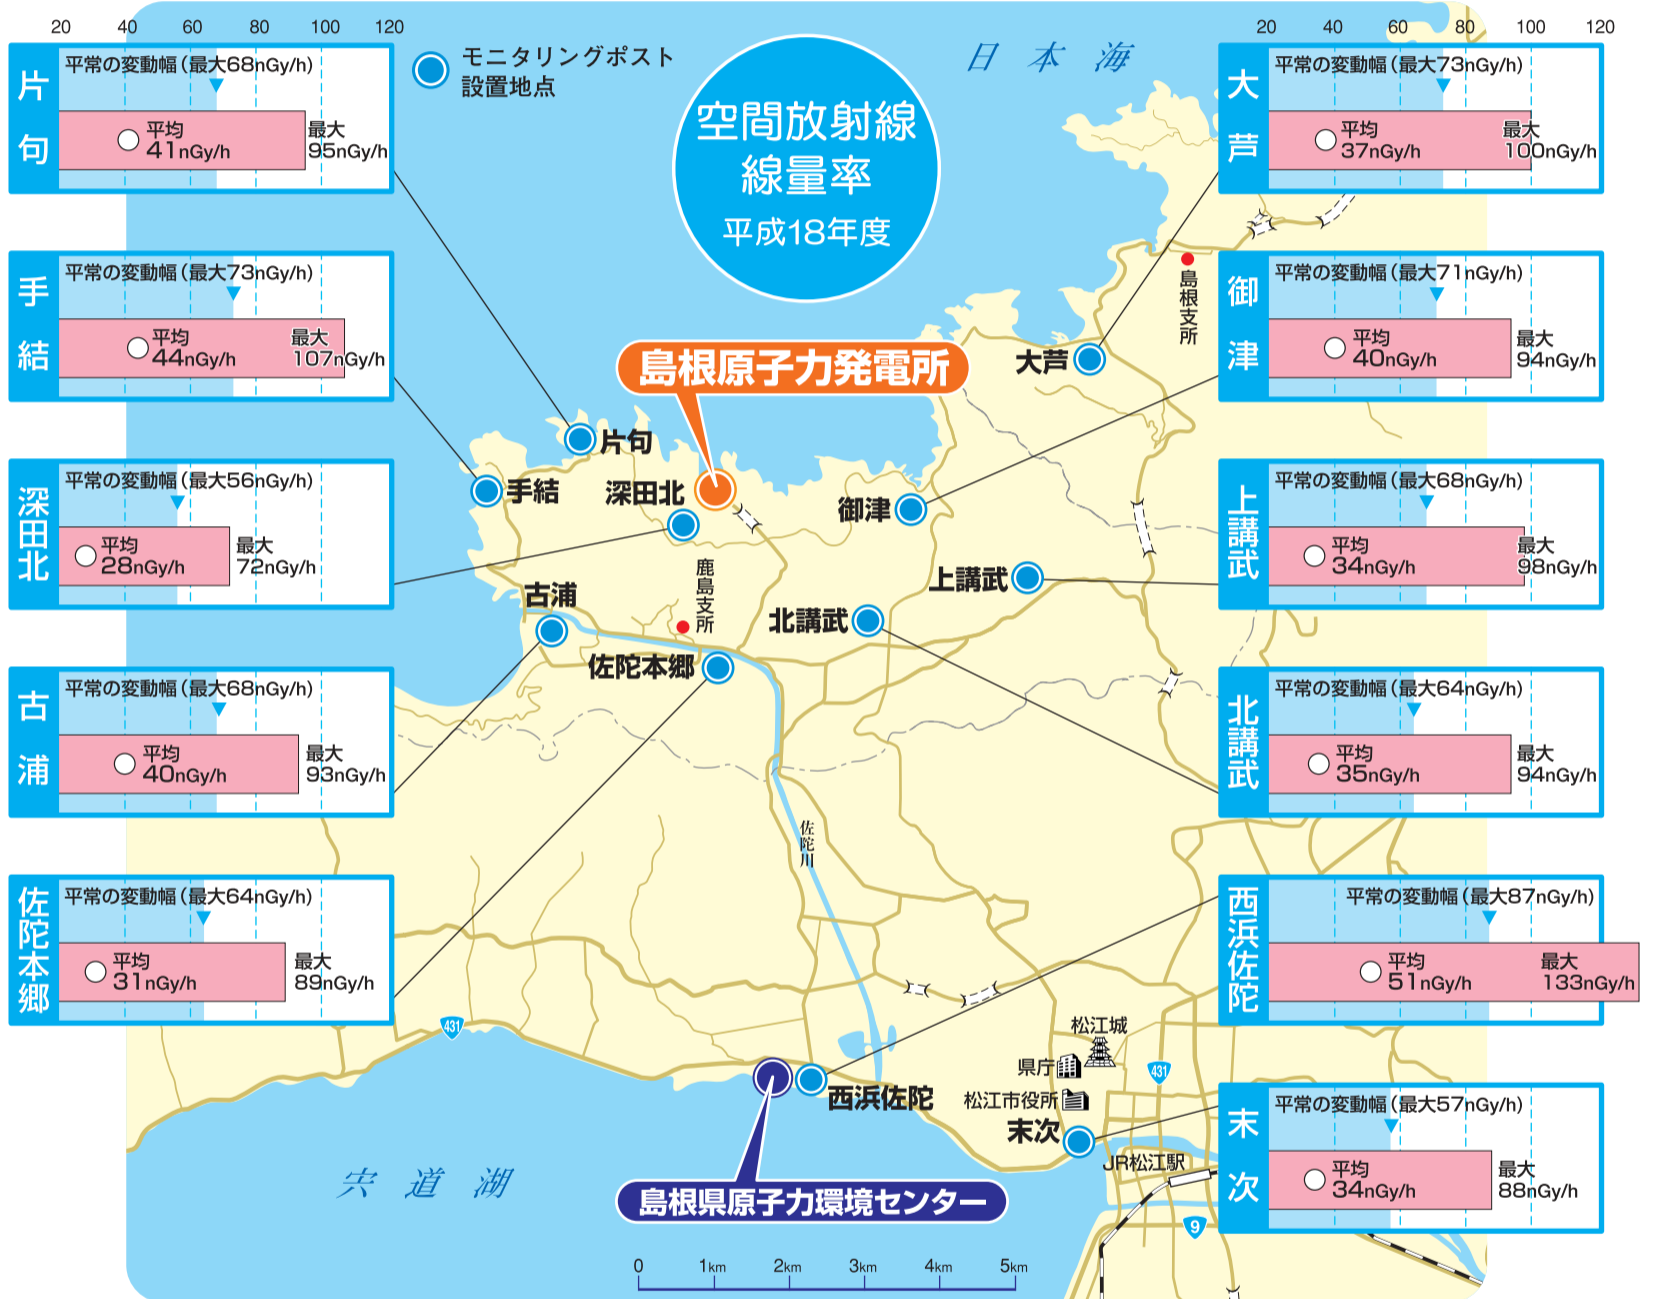 20 40 60 80 100 120
片句
平常の変動幅(最大68nGy/h)
平均
41nGy/h
最大
95nGy/h
手結
平常の変動幅(最大73nGy/h)
平均
44nGy/h
最大
107nGy/h
深田北
平常の変動幅(最大56nGy/h)
平均
28nGy/h
最大
72nGy/h
古浦
平常の変動幅(最大68nGy/h)
平均
40nGy/h
最大
93nGy/h
佐陀本郷
平常の変動幅(最大64nGy/h)
平均
31nGy/h
最大
89nGy/h
モニタリングポスト
設置地点
空間放射線
線量率
平成18年度
日本海
島根支所
大芦
島根原子力発電所
片句
手結
深田北
御津
鹿島支所
上講武
古浦
北講武
佐陀本郷
佐陀川
431
松江城
県庁
431
松江市役所
西浜佐陀
末次
JR松江駅
宍道湖
島根県原子力環境センター
9
0 1km 2km 3km 4km 5km
20 40 60 80 100 120
大芦
平常の変動幅(最大73nGy/h)
平均
37nGy/h
最大
100nGy/h
御津
平常の変動幅(最大71nGy/h)
平均
40nGy/h
最大
94nGy/h
上講武
平常の変動幅(最大68nGy/h)
平均
34nGy/h
最大
98nGy/h
北講武
平常の変動幅(最大64nGy/h)
平均
35nGy/h
最大
94nGy/h
西浜佐陀
平常の変動幅(最大87nGy/h)
平均
51nGy/h
最大
133nGy/h
末次
平常の変動幅(最大57nGy/h)
平均
34nGy/h
最大
88nGy/h